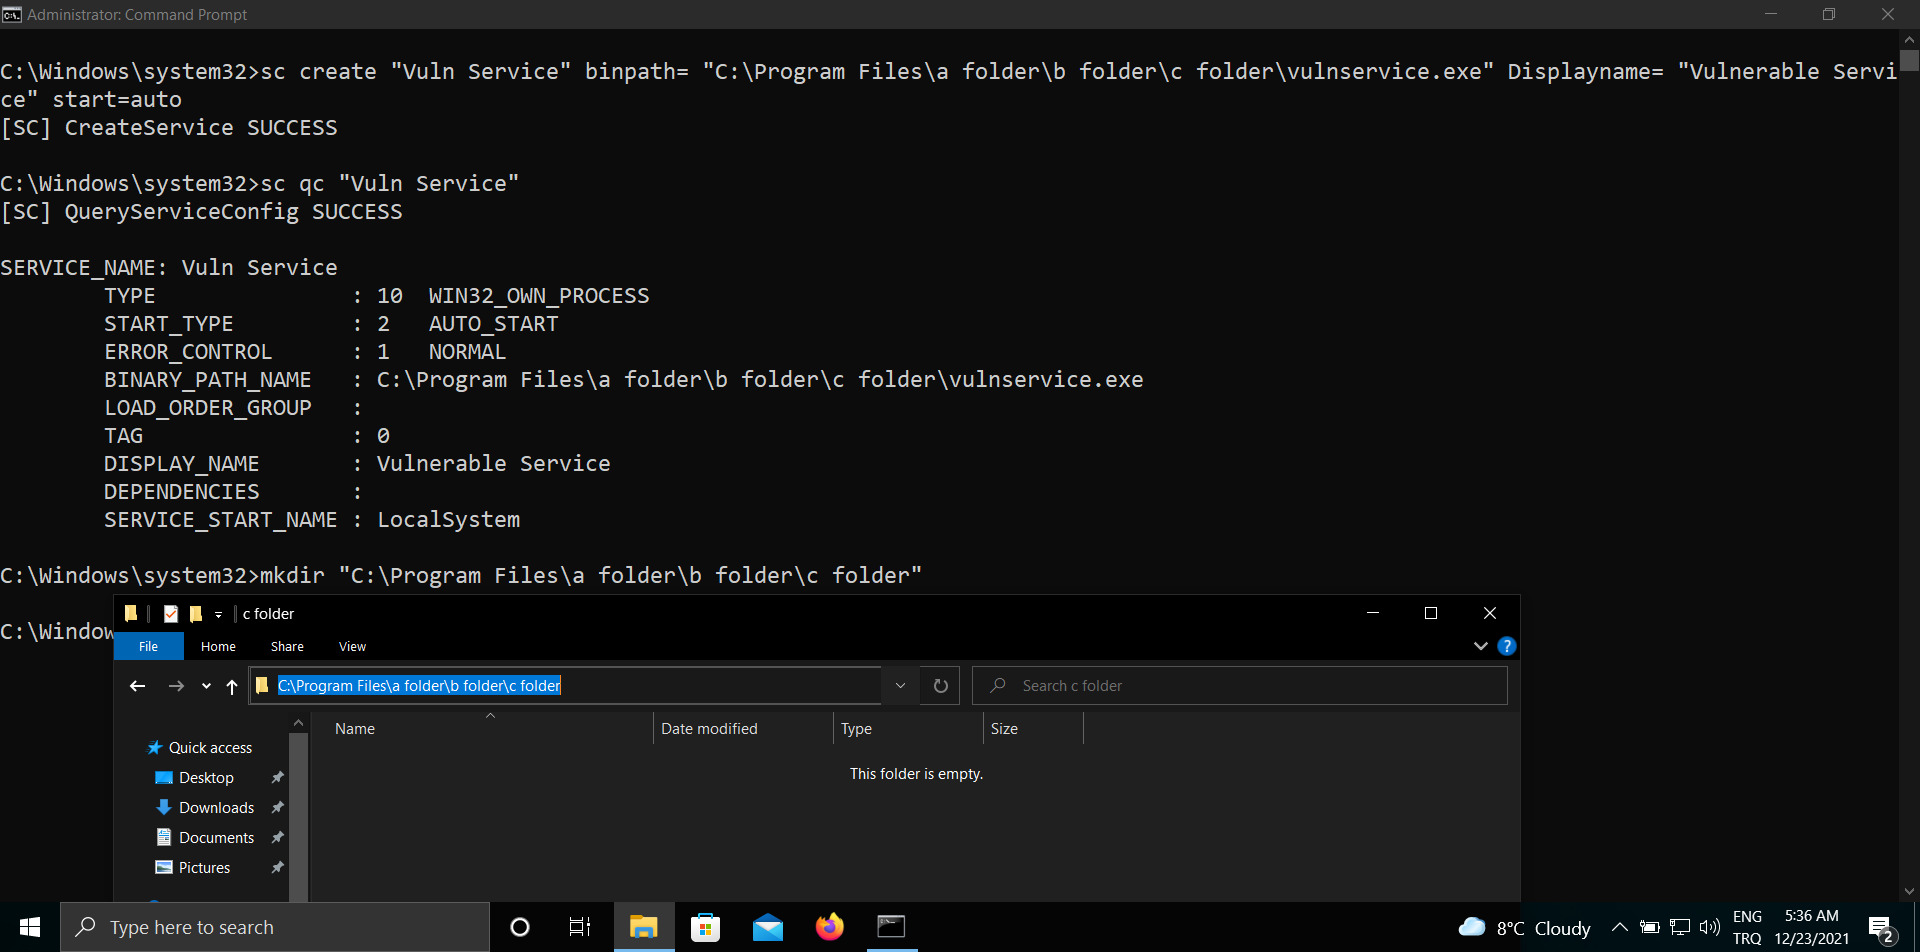 Administrator: Command Prompt
C:\Windows\system32>sc create "Vuln Service" binpath= "C:\Program Files\a folder\b folder\c folder\vulnservice.exe" Displayname= "Vulnerable Servi
ce" start=auto
[SC] CreateService SUCCESS
C:\Windows\system32>sc qc "Vuln Service"
[SC] QueryServiceConfig SUCCESS
SERVICE_NAME: Vuln Service
TYPE : 10 WIN32_OWN_PROCESS
START_TYPE : 2 AUTO_START
ERROR_CONTROL : 1 NORMAL
BINARY_PATH_NAME : C:\Program Files\a folder\b folder\c folder\vulnservice.exe
LOAD_ORDER_GROUP :
TAG : 0
DISPLAY_NAME : Vulnerable Service
DEPENDENCIES :
SERVICE_START_NAME : LocalSystem
C:\Windows\system32>mkdir "C:\Program Files\a folder\b folder\c folder"
C:\Window
c folder
File Home Share View
C:\Program Files\a folder\b folder\c folder
Search c folder
Name Date modified Type Size
This folder is empty.
Quick access
Desktop
Downloads
Documents
Pictures
Type here to search
8°C Cloudy
ENG
TRQ
5:36 AM
12/23/2021
2